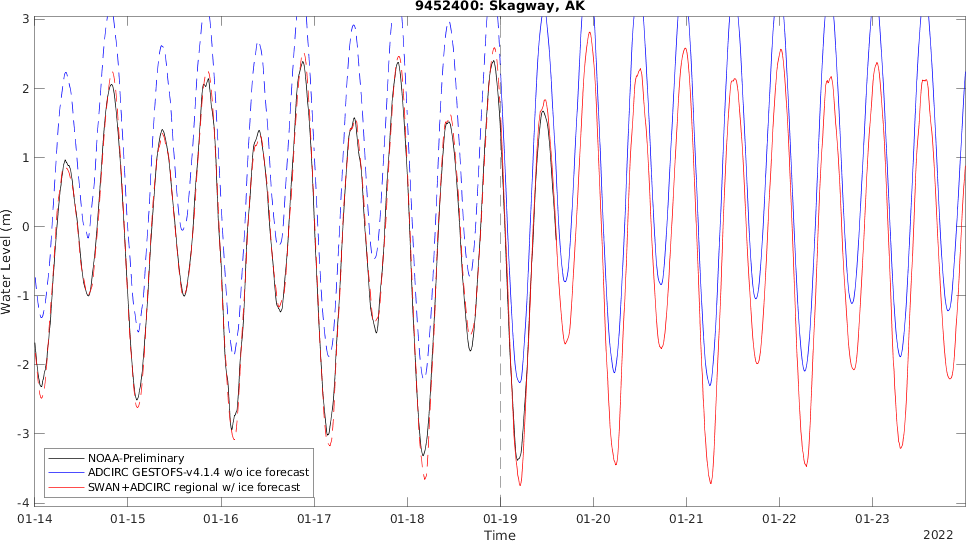 9452400: Skagway, AK
3
2
1
0
-1
-2
-3
-4
Water Level (m)
NOAA-Preliminary
ADCIRC GESTOFS-v4.1.4 w/o ice forecast
SWAN+ADCIRC regional w/ ice forecast
01-14 01-15 01-16 01-17 01-18 01-19 01-20 01-21 01-22 01-23
Time
2022